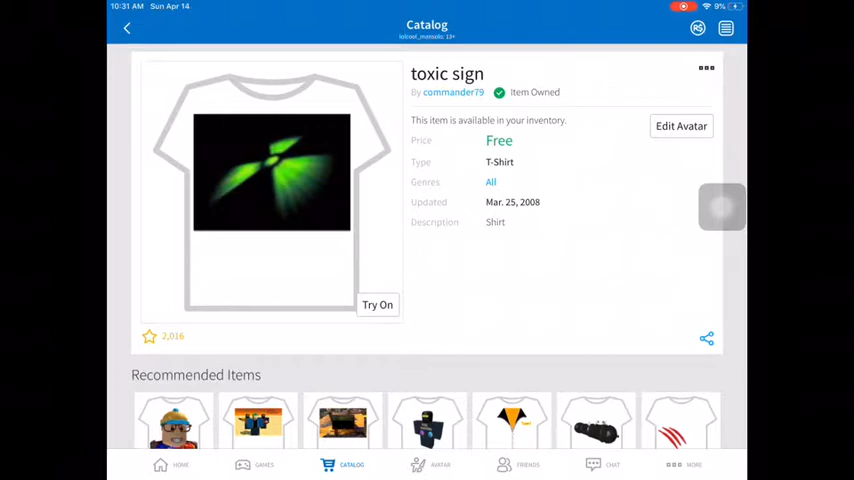 10:31 AM Sun Apr 14
9%
Catalog
R$
toxic sign
By commander79 Item Owned
This item is available in your inventory.
Edit Avatar
Price Free
Type T-Shirt
Genres All
Updated Mar. 25, 2008
Description Shirt
Try On
2,016
Recommended Items
HOME
GAMES
CATALOG
AVATAR
FRIENDS
CHAT
MORE